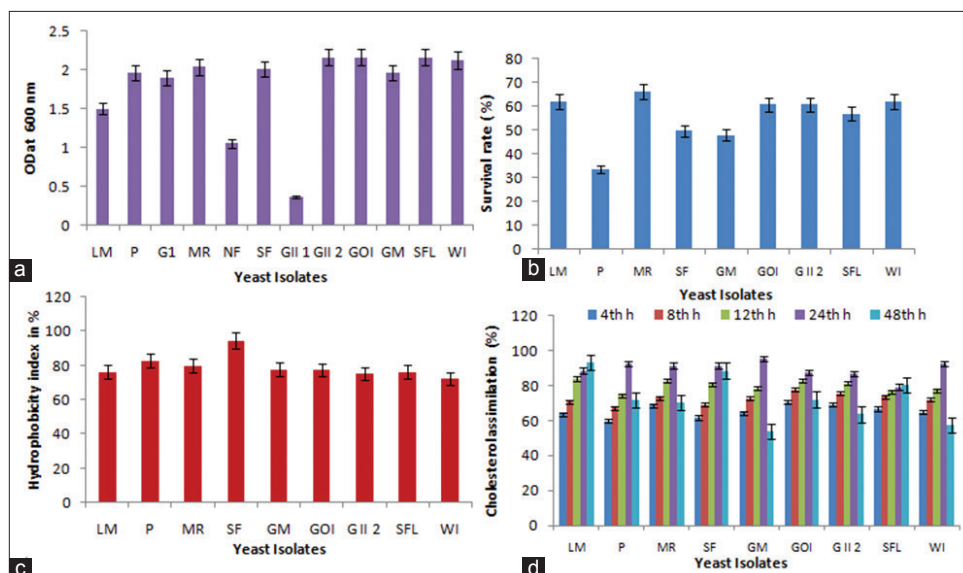 ODat 600 nm
2.5
2
1.5
1
0.5
0
LM P G1 MR NF SF GII 1 GII 2 GOI GM SFL WI
Yeast Isolates
a
Survival rate (%)
80
70
60
50
40
30
20
10
0
LM P MR SF GM GOI G II 2 SFL WI
Yeast Isolates
b
Hydrophobicity index in %
120
100
80
60
40
20
0
LM P MR SF GM GOI G II 2 SFL WI
Yeast Isolates
c
4th h 8th h 12th h 24th h 48th h
Cholosterolassimilation (%)
100
80
60
40
20
0
LM P MR SF GM GOI G II 2 SFL WI
Yeast Isolates
d